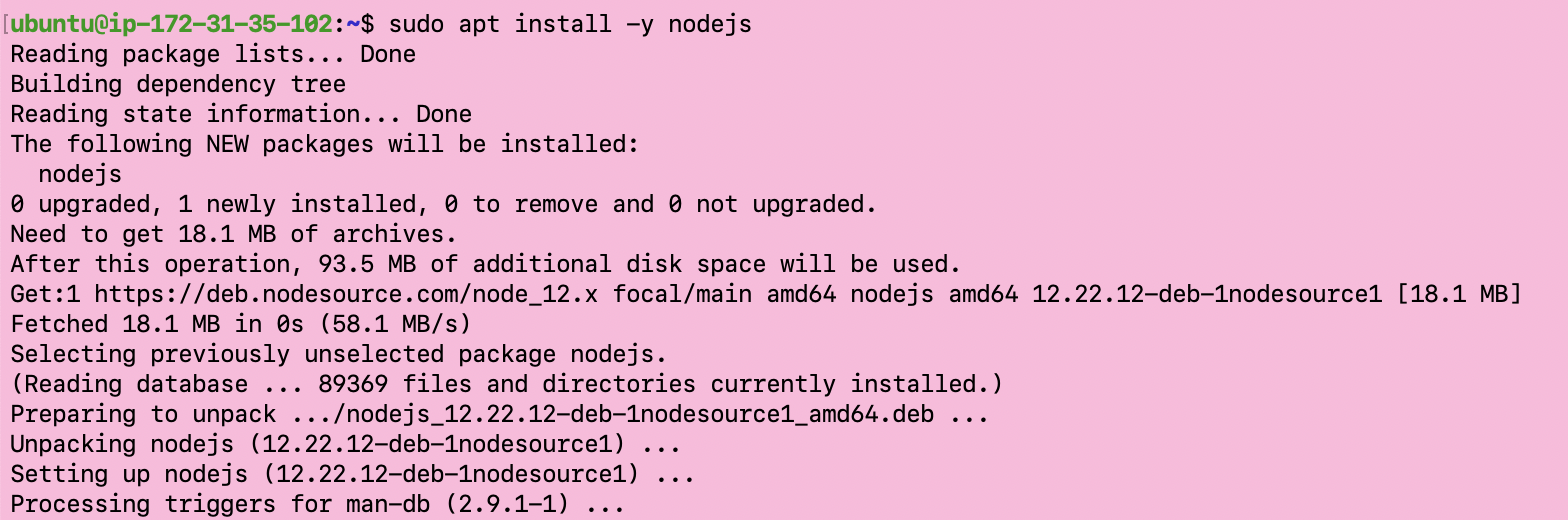 [ubuntu@ip-172-31-35-102:~$ sudo apt install -y nodejs
Reading package lists... Done
Building dependency tree
Reading state information... Done
The following NEW packages will be installed:
  nodejs
0 upgraded, 1 newly installed, 0 to remove and 0 not upgraded.
Need to get 18.1 MB of archives.
After this operation, 93.5 MB of additional disk space will be used.
Get:1 https://deb.nodesource.com/node_12.x focal/main amd64 nodejs amd64 12.22.12-deb-1nodesource1 [18.1 MB]
Fetched 18.1 MB in 0s (58.1 MB/s)
Selecting previously unselected package nodejs.
(Reading database ... 89369 files and directories currently installed.)
Preparing to unpack .../nodejs_12.22.12-deb-1nodesource1_amd64.deb ...
Unpacking nodejs (12.22.12-deb-1nodesource1) ...
Setting up nodejs (12.22.12-deb-1nodesource1) ...
Processing triggers for man-db (2.9.1-1) ...